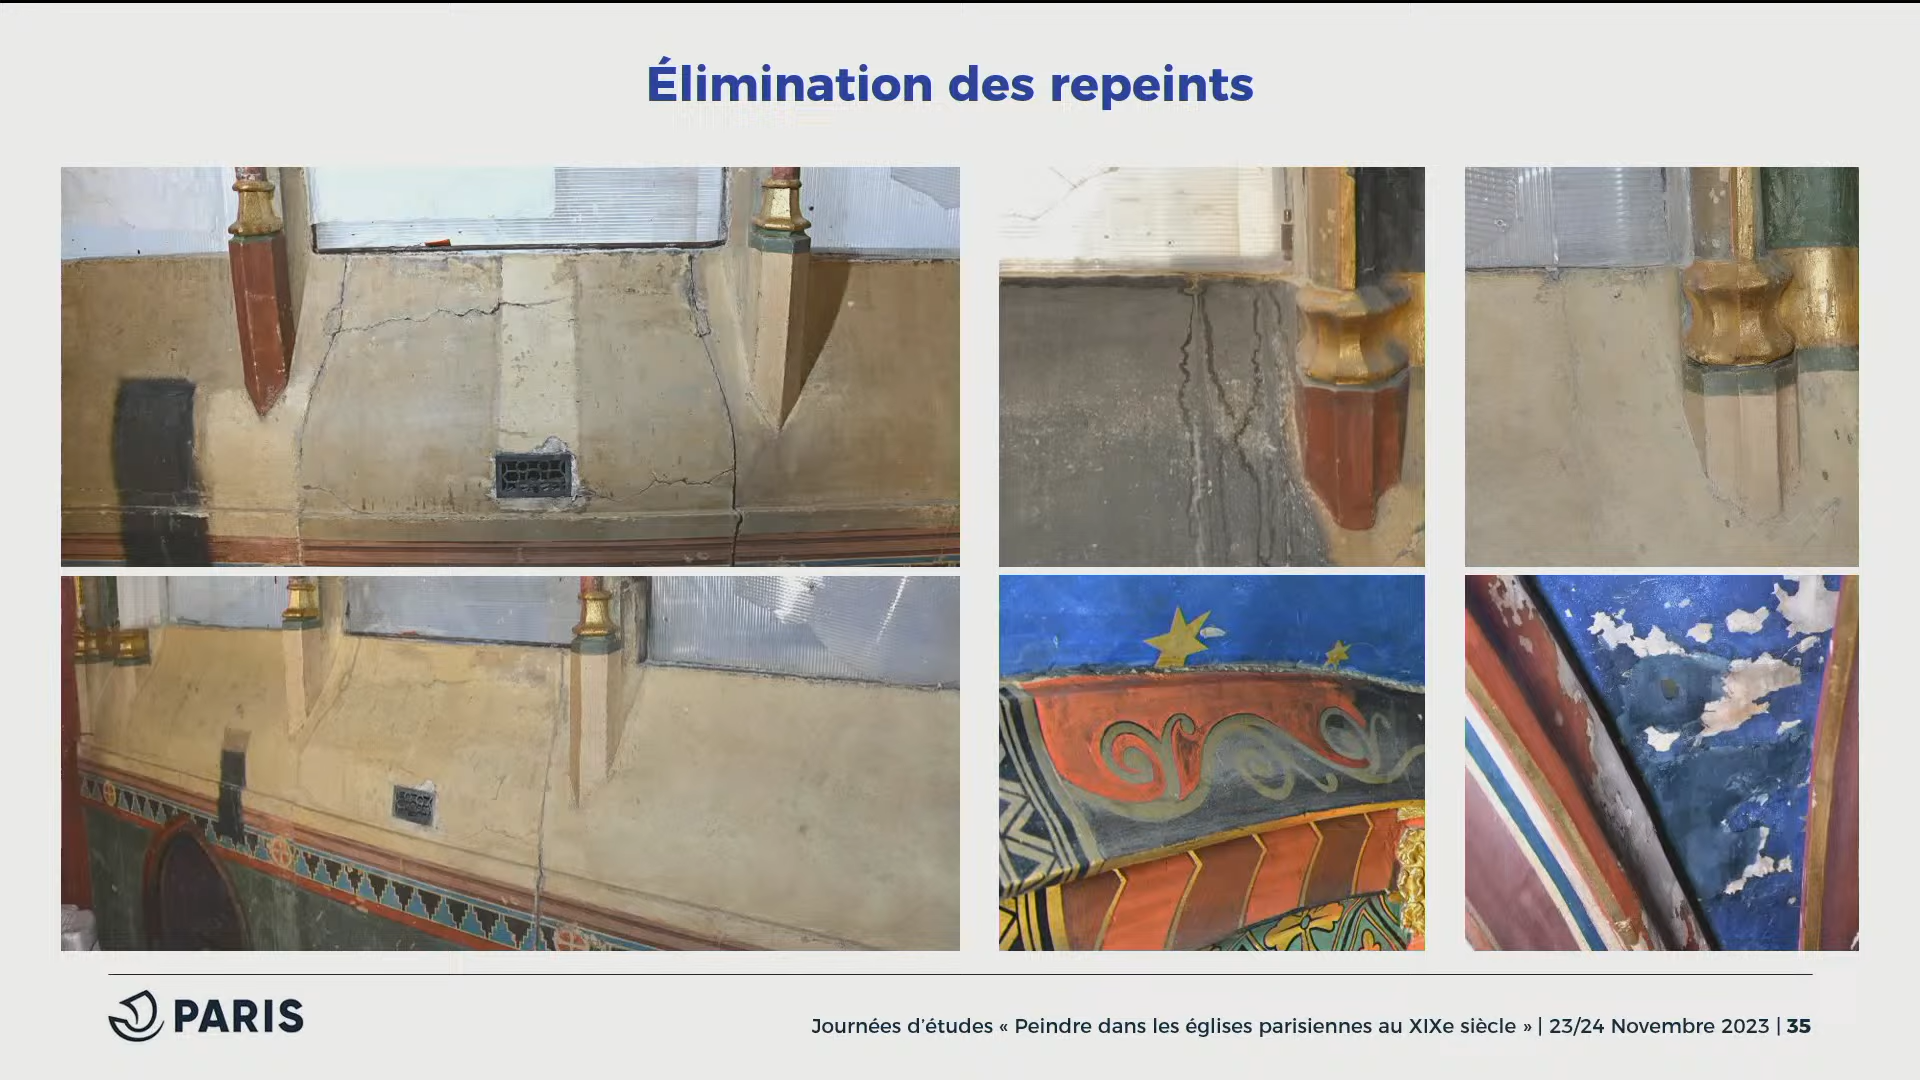 Élimination des repeints
PARIS
Journées d'études « Peindre dans les églises parisiennes au XIXe siècle » | 23/24 Novembre 2023 | 35